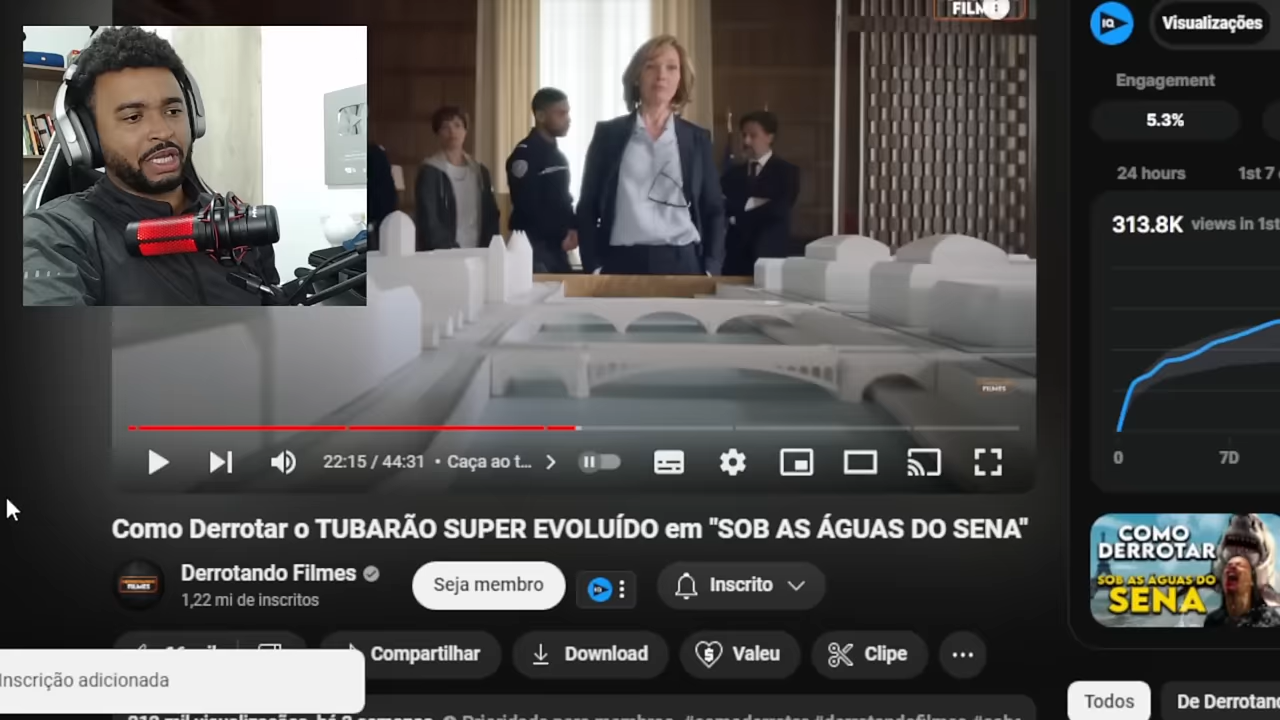 FILM
FILMES
22:15 / 44:31 • Caça ao t...
Como Derrotar o TUBARÃO SUPER EVOLUÍDO em "SOB AS ÁGUAS DO SENA"
Derrotando Filmes
1,22 mi de inscritos
Seja membro
Inscrito
Compartilhar
Download
Valeu
Clipe
Inscrição adicionada
IQ
Visualizações
Engagement
5.3%
24 hours
1st 7
313.8K views in 1st
0
7D
COMO
DERROTAR
SOB AS ÁGUAS DO
SENA
Todos
De Derrotand